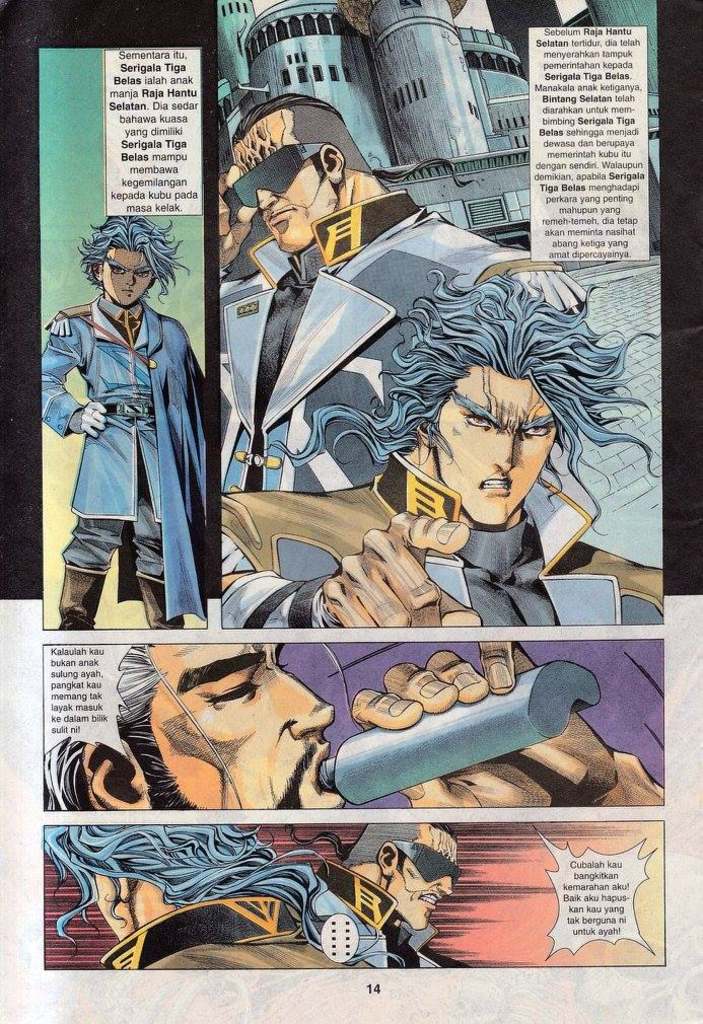 Sementara itu,
Serigala Tiga
Belas ialah anak
manja Raja Hantu
Selatan. Dia sedar
bahawa kuasa
yang dimiliki
Serigala Tiga
Belas mampu
membawa
kegemilangan
kepada kubu pada
masa kelak.
Sebelum Raja Hantu
Selatan tertidur, dia telah
menyerahkan tampuk
pemerintahan kepada
Serigala Tiga Belas.
Manakala anak ketiganya,
Bintang Selatan telah
diarahkan untuk mem-
bimbing Serigala Tiga
Belas sehingga menjadi
dewasa dan berupaya
memerintah kubu itu
dengan sendiri. Walaupun
demikian, apabila Serigala
Tiga Belas menghadapi
perkara yang penting
mahupun yang
remeh-temeh, dia tetap
akan meminta nasihat
abang ketiga yang
amat dipercayainya.
Kalaulah kau
bukan anak
sulung ayah,
pangkat kau
memang tak
layak masuk
ke dalam bilik
sulit ni!
Cubalah kau
bangkitkan
kemarahan aku!
Baik aku hapus-
kan kau yang
tak berguna ni
untuk ayah!
14